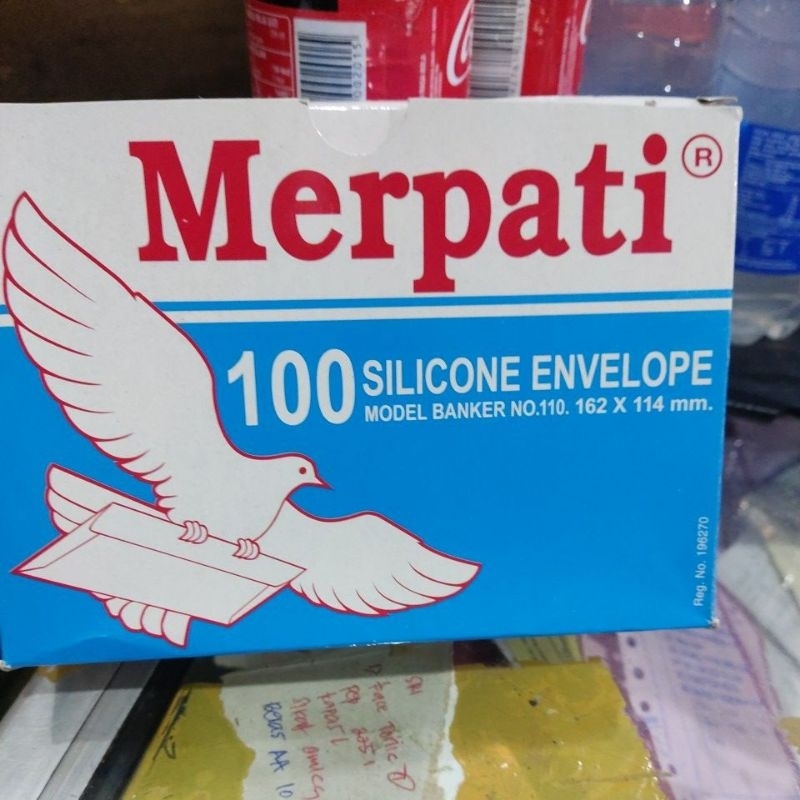 Merpati ®
100 SILICONE ENVELOPE
MODEL BANKER NO.110. 162 X 114 mm.
Reg. No. 196270